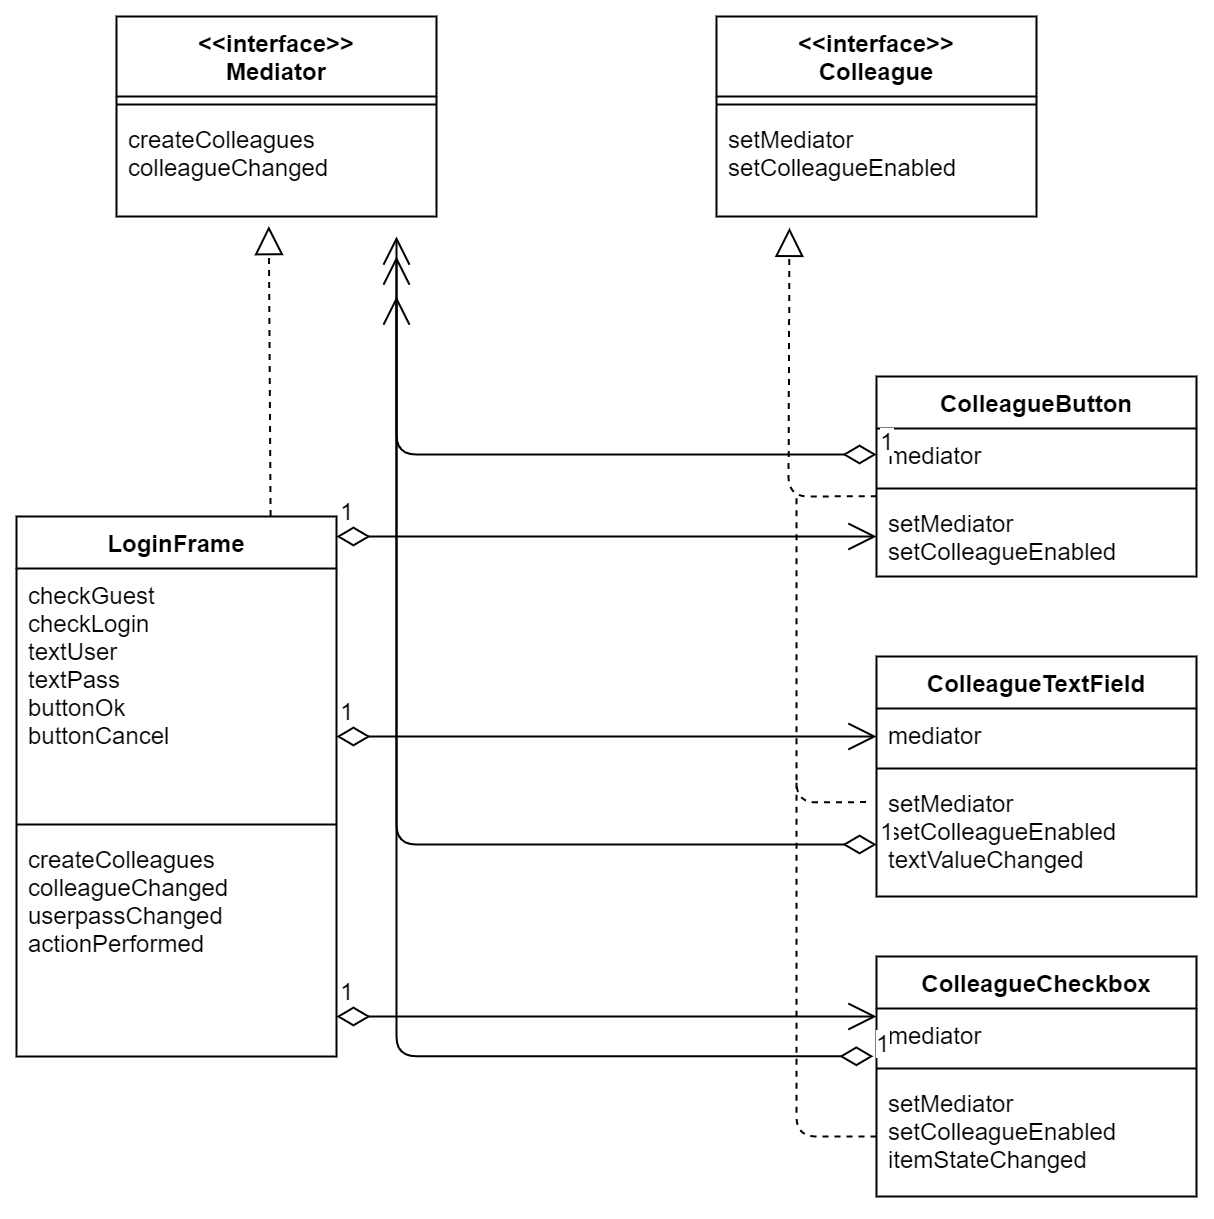 <<interface>>
Mediator
createColleagues
colleagueChanged
<<interface>>
Colleague
setMediator
setColleagueEnabled
ColleagueButton
1
mediator
setMediator
setColleagueEnabled
1
LoginFrame
checkGuest
checkLogin
textUser
textPass
buttonOk
buttonCancel
createColleagues
colleagueChanged
userpassChanged
actionPerformed
1
ColleagueTextField
mediator
setMediator
1
setColleagueEnabled
textValueChanged
1
ColleagueCheckbox
1
mediator
setMediator
setColleagueEnabled
itemStateChanged